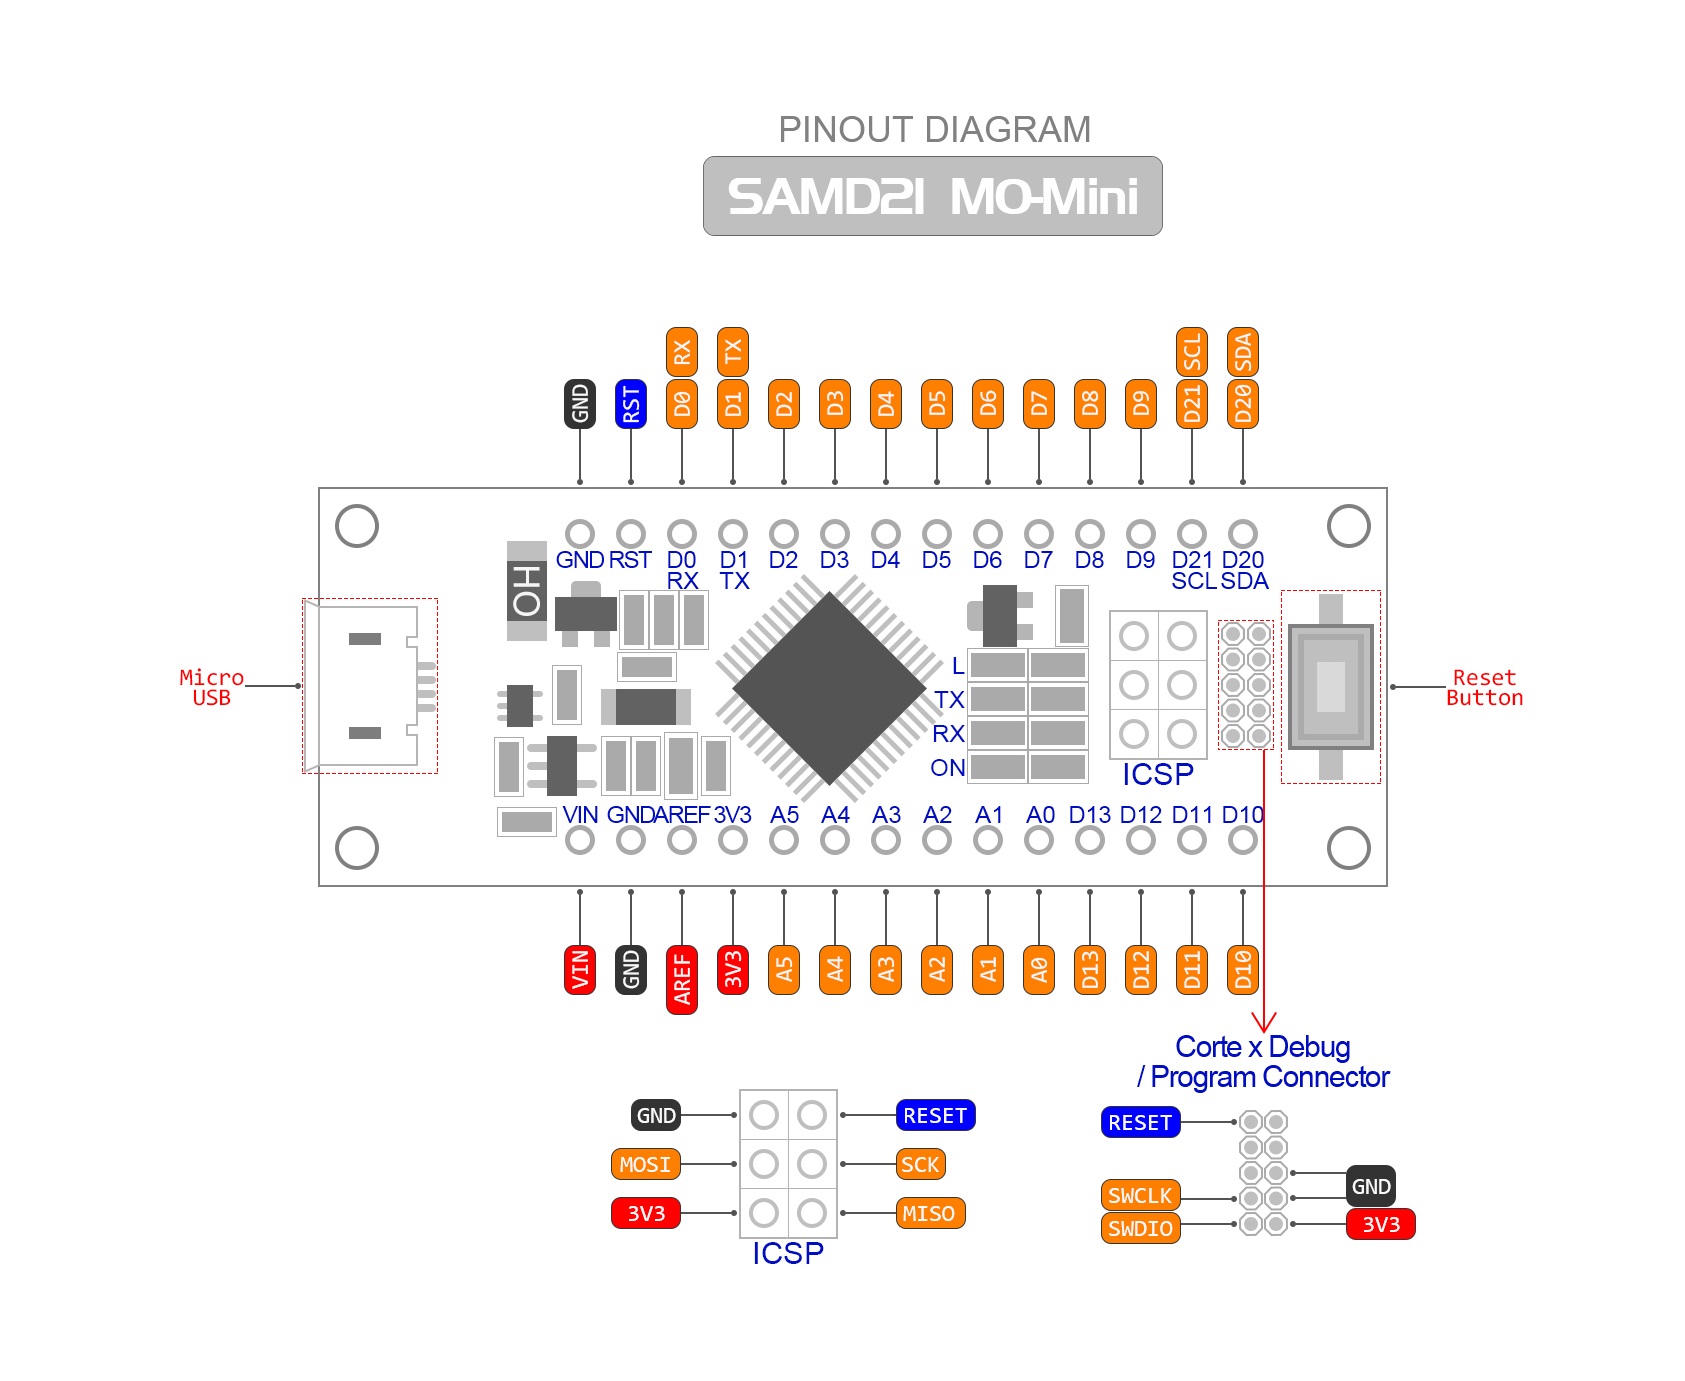 PINOUT DIAGRAM
SAMD21 M0-Mini
RX TX SCL SDA
GND RST D0 D1 D2 D3 D4 D5 D6 D7 D8 D9 D21 D20
GND RST D0 D1 D2 D3 D4 D5 D6 D7 D8 D9 D21 D20
RX TX SCL SDA
OH
Micro
USB
L
TX
RX
ON
ICSP
Reset
Button
VIN GND AREF 3V3 A5 A4 A3 A2 A1 A0 D13 D12 D11 D10
VIN GND AREF 3V3 A5 A4 A3 A2 A1 A0 D13 D12 D11 D10
Corte x Debug
/ Program Connector
GND RESET
MOSI SCK
3V3 MISO
ICSP
RESET
SWCLK GND
SWDIO 3V3